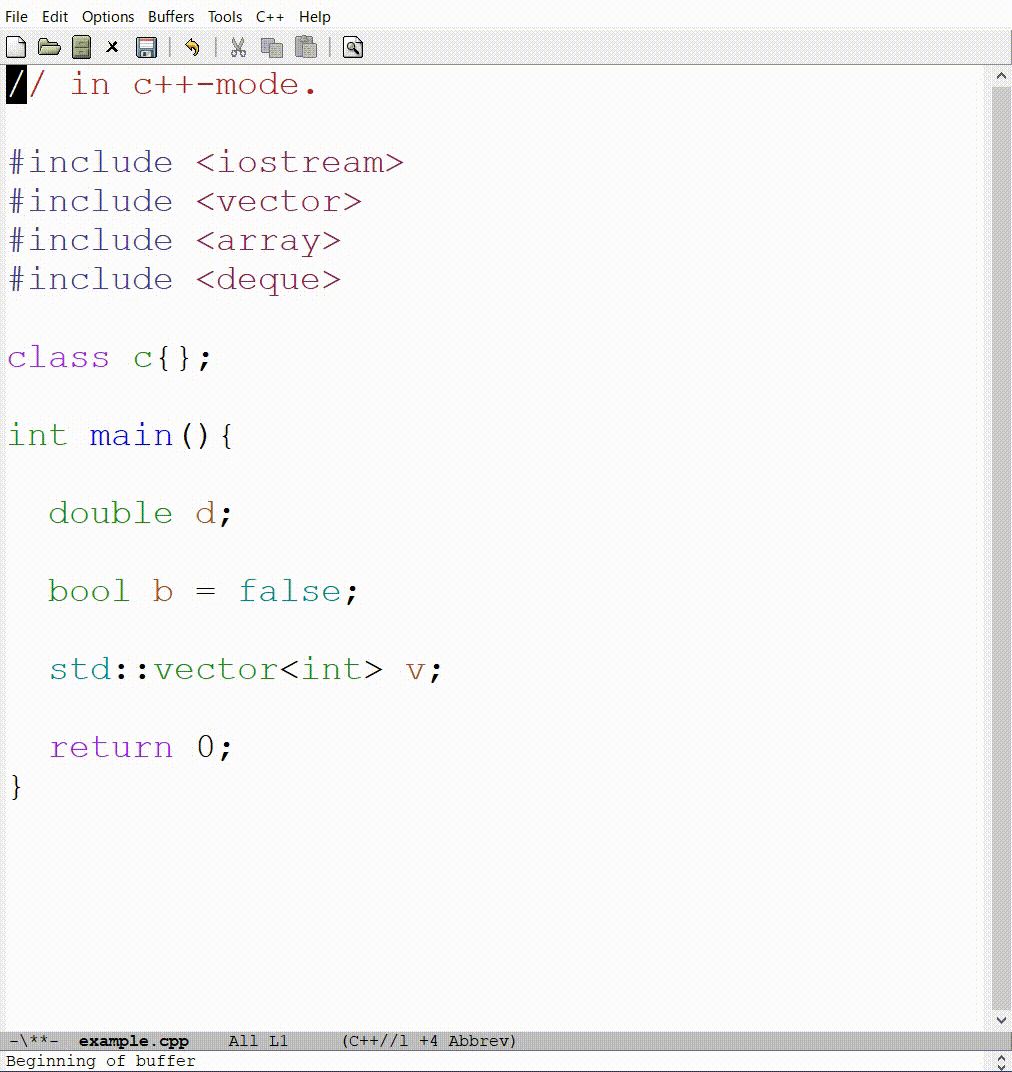 File Edit Options Buffers Tools C++ Help
// in c++-mode.
#include <iostream>
#include <vector>
#include <array>
#include <deque>
class c{};
int main(){
double d;
bool b = false;
std::vector<int> v;
return 0;
}
-\**- example.cpp All L1 (C++//l +4 Abbrev)
Beginning of buffer